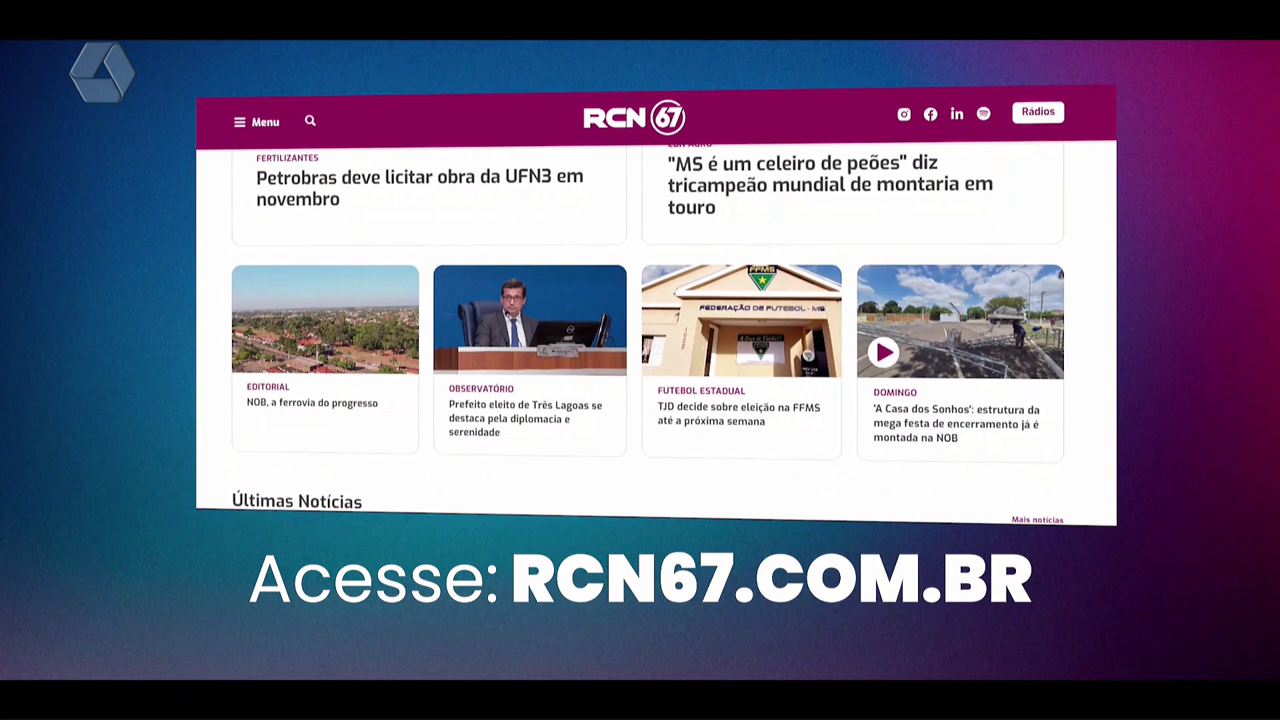 Menu
RCN 67
Rádios
FERTILIZANTES
Petrobras deve licitar obra da UFN3 em
novembro
CBN AGRO
"MS é um celeiro de peões" diz
tricampeão mundial de montaria em
touro
FFMS
FEDERAÇÃO DE FUTEBOL - MS
EDITORIAL
NOB, a ferrovia do progresso
OBSERVATÓRIO
Prefeito eleito de Três Lagoas se
destaca pela diplomacia e
serenidade
FUTEBOL ESTADUAL
TJD decide sobre eleição na FFMS
até a próxima semana
DOMINGO
'A Casa dos Sonhos': estrutura da
mega festa de encerramento já é
montada na NOB
Últimas Notícias
Mais notícias
Acesse: RCN67.COM.BR